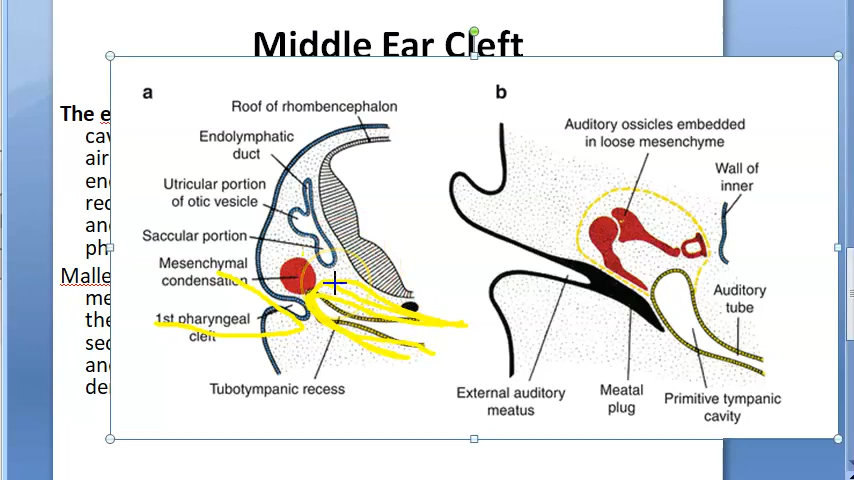 Middle Ear Cleft
The e
cav
air
en
rec
and
ph
Malle
me
the
sec
and
de
a
Roof of rhombencephalon
Endolymphatic
duct
Utricular portion
of otic vesicle
Saccular portion
Mesenchymal
condensation
1st pharyngeal
cleft
Tubotympanic recess
b
Auditory ossicles embedded
in loose mesenchyme
Wall of
inner
Auditory
tube
External auditory
meatus
Meatal
plug
Primitive tympanic
cavity